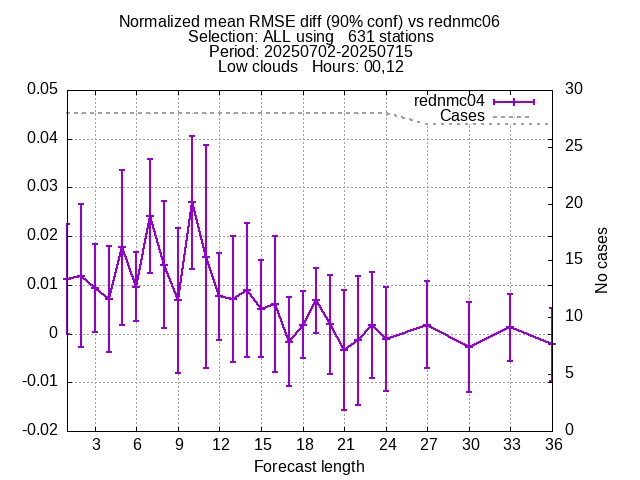 Normalized mean RMSE diff (90% conf) vs rednmc06
Selection: ALL using   631 stations
Period: 20250702-20250715
Low clouds   Hours: 00,12
0.05
0.04
0.03
0.02
0.01
0
-0.01
-0.02
rednmc04
Cases
30
25
20
15
10
5
0
No cases
3 6 9 12 15 18 21 24 27 30 33 36
Forecast length